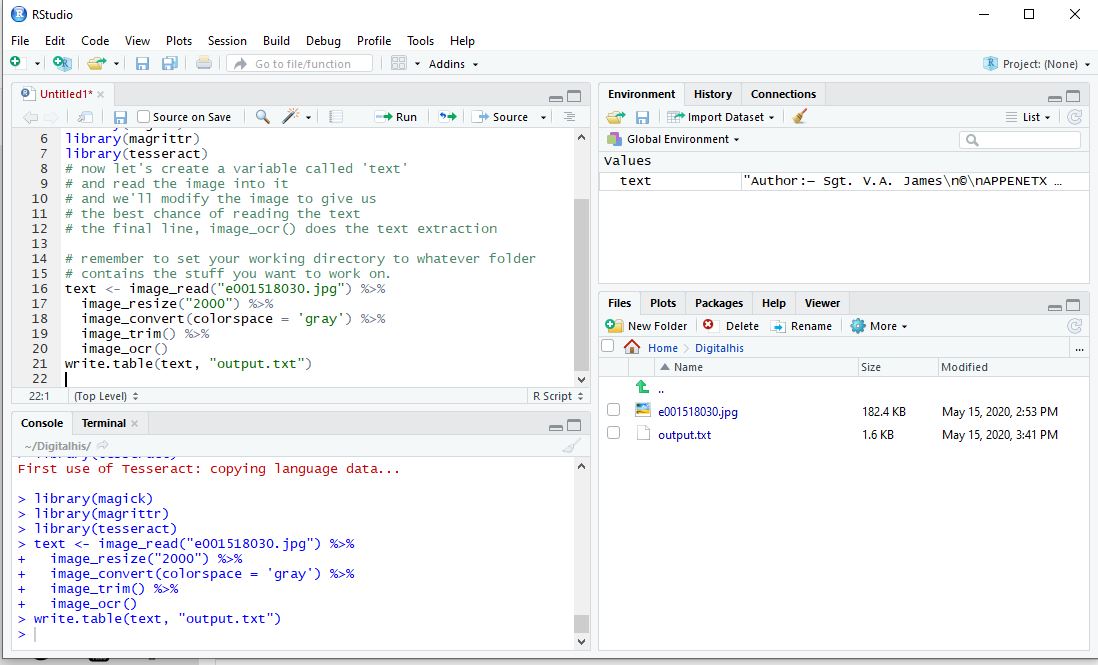 RStudio
File Edit Code View Plots Session Build Debug Profile Tools Help
Go to file/function Addins Project: (None)
Untitled1*
Source on Save Run Source
6 library(magrittr)
7 library(tesseract)
8 # now let's create a variable called 'text'
9 # and read the image into it
10 # and we'll modify the image to give us
11 # the best chance of reading the text
12 # the final line, image_ocr() does the text extraction
13
14 # remember to set your working directory to whatever folder
15 # contains the stuff you want to work on.
16 text <- image_read("e001518030.jpg") %>%
17   image_resize("2000") %>%
18   image_convert(colorspace = 'gray') %>%
19   image_trim() %>%
20   image_ocr()
21 write.table(text, "output.txt")
22
22:1 (Top Level) R Script
Console Terminal
~/Digitalhis/
First use of Tesseract: copying language data...
> library(magick)
> library(magrittr)
> library(tesseract)
> text <- image_read("e001518030.jpg") %>%
+   image_resize("2000") %>%
+   image_convert(colorspace = 'gray') %>%
+   image_trim() %>%
+   image_ocr()
> write.table(text, "output.txt")
>
Environment History Connections
Import Dataset List
Global Environment
Values
text "Author:— Sgt. V.A. James\n©\nAPPENETX …
Files Plots Packages Help Viewer
New Folder Delete Rename More
Home Digitalhis ...
Name Size Modified
..
e001518030.jpg 182.4 KB May 15, 2020, 2:53 PM
output.txt 1.6 KB May 15, 2020, 3:41 PM